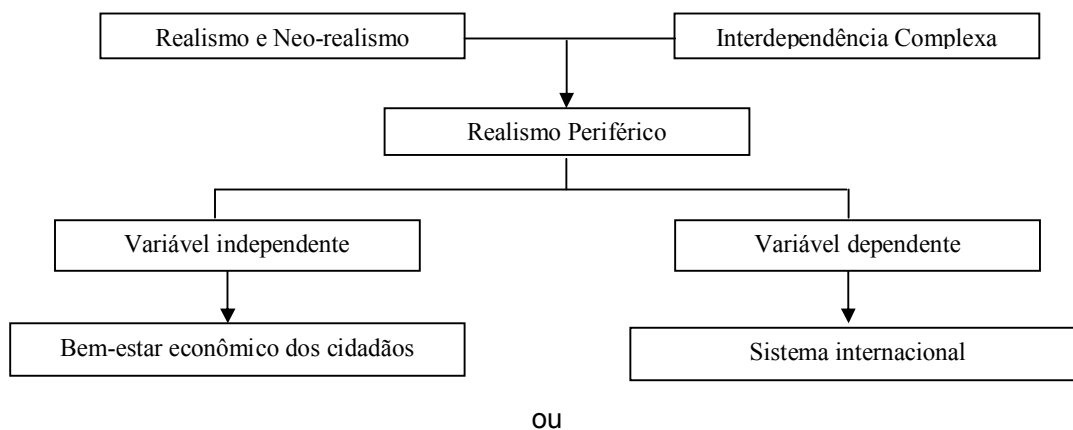 Realismo e Neo-realismo
Interdependência Complexa
Realismo Periférico
Variável independente
Variável dependente
Bem-estar econômico dos cidadãos
Sistema internacional
ou